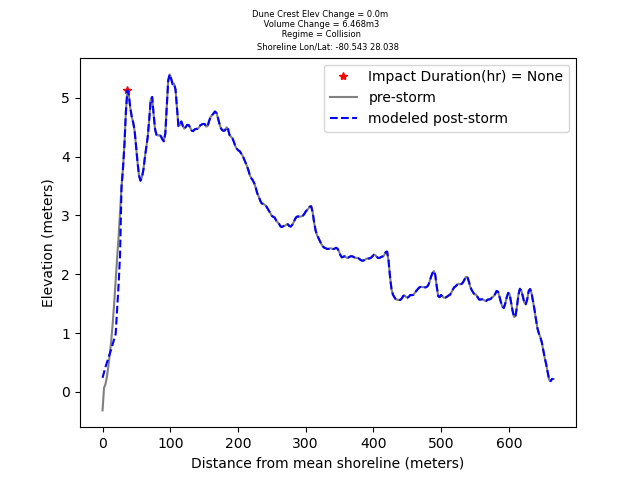 Dune Crest Elev Change = 0.0m
Volume Change = 6.468m3
Regime = Collision
Shoreline Lon/Lat: -80.543 28.038
Impact Duration(hr) = None
pre-storm
modeled post-storm
Elevation (meters)
5
4
3
2
1
0
0 100 200 300 400 500 600
Distance from mean shoreline (meters)